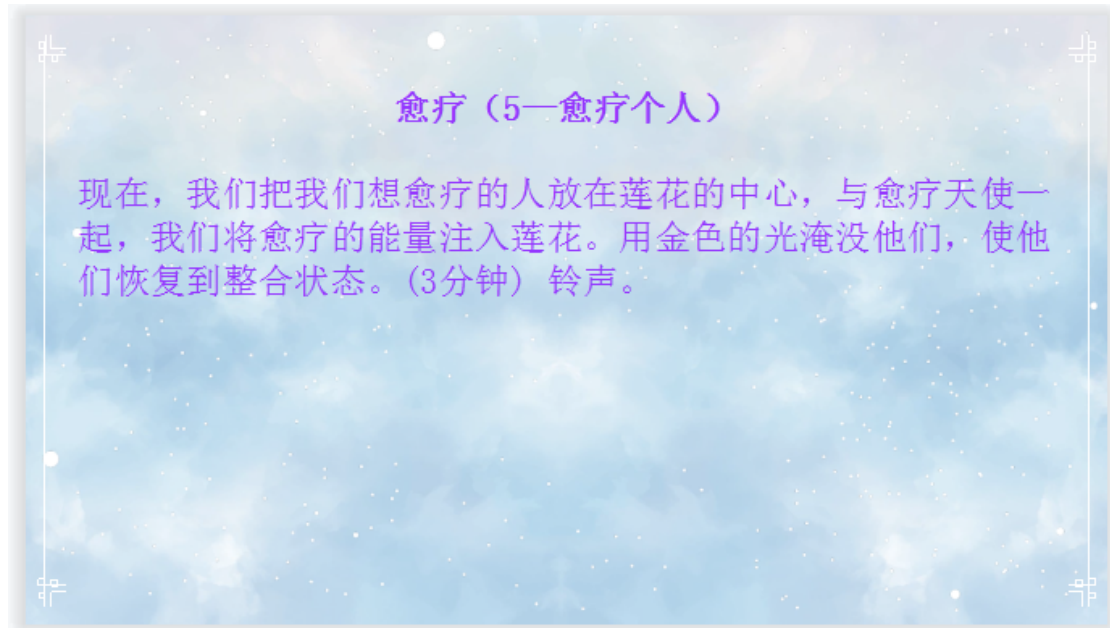 愈疗（5—愈疗个人）
现在，我们把我们想愈疗的人放在莲花的中心，与愈疗天使一
起，我们将愈疗的能量注入莲花。用金色的光淹没他们，使他
们恢复到整合状态。(3分钟) 铃声。